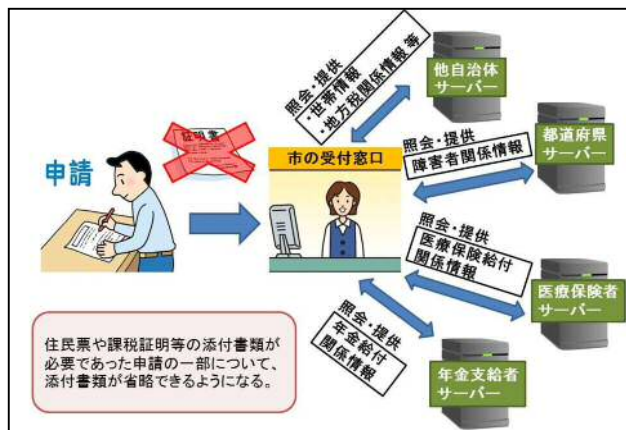 申請
証明書
市の受付窓口
照会・提供
・世帯情報
・地方税関係情報 等
他自治体
サーバー
照会・提供
障害者関係情報
都道府県
サーバー
照会・提供
医療保険給付
関係情報
医療保険者
サーバー
照会・提供
年金給付
関係情報
年金支給者
サーバー
住民票や課税証明等の添付書類が
必要であった申請の一部について、
添付書類が省略できるようになる。